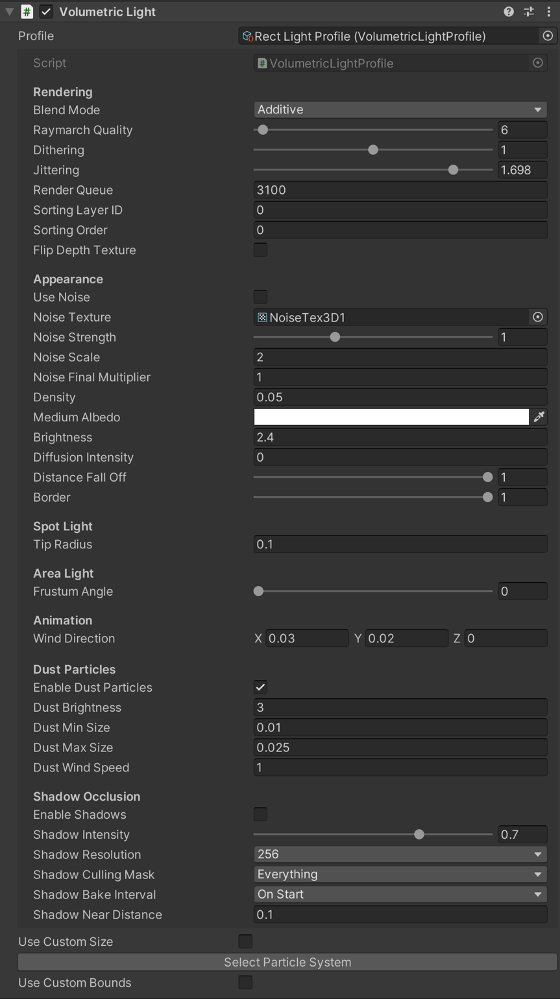 # Volumetric Light
Profile Rect Light Profile (VolumetricLightProfile)
Script # VolumetricLightProfile
Rendering
Blend Mode Additive
Raymarch Quality 6
Dithering 1
Jittering 1.698
Render Queue 3100
Sorting Layer ID 0
Sorting Order 0
Flip Depth Texture
Appearance
Use Noise
Noise Texture NoiseTex3D1
Noise Strength 1
Noise Scale 2
Noise Final Multiplier 1
Density 0.05
Medium Albedo
Brightness 2.4
Diffusion Intensity 0
Distance Fall Off 1
Border 1
Spot Light
Tip Radius 0.1
Area Light
Frustum Angle 0
Animation
Wind Direction X 0.03 Y 0.02 Z 0
Dust Particles
Enable Dust Particles
Dust Brightness 3
Dust Min Size 0.01
Dust Max Size 0.025
Dust Wind Speed 1
Shadow Occlusion
Enable Shadows
Shadow Intensity 0.7
Shadow Resolution 256
Shadow Culling Mask Everything
Shadow Bake Interval On Start
Shadow Near Distance 0.1
Use Custom Size
Select Particle System
Use Custom Bounds